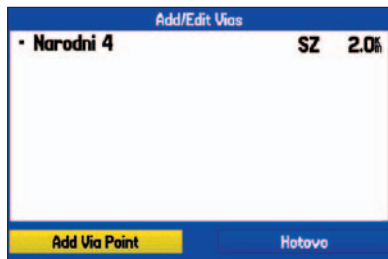 Add/Edit Vias
· Narodni 4 SZ 2.0km
Add Via Point Hotovo